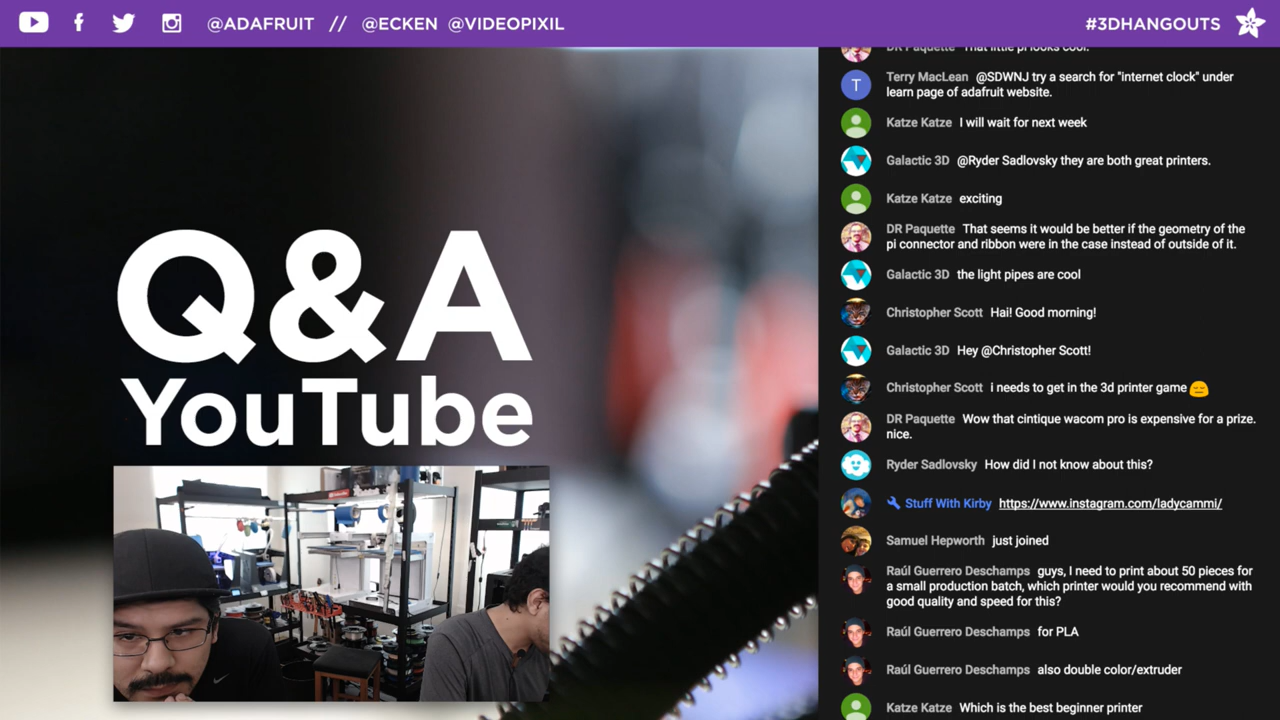 @ADAFRUIT // @ECKEN @VIDEOPIXIL
#3DHANGOUTS
Q&A
YouTube
DR Paquette That little pi looks cool.
Terry MacLean @SDWNJ try a search for "internet clock" under
learn page of adafruit website.
Katze Katze I will wait for next week
Galactic 3D @Ryder Sadlovsky they are both great printers.
Katze Katze exciting
DR Paquette That seems it would be better if the geometry of the
pi connector and ribbon were in the case instead of outside of it.
Galactic 3D the light pipes are cool
Christopher Scott Hai! Good morning!
Galactic 3D Hey @Christopher Scott!
Christopher Scott i needs to get in the 3d printer game
DR Paquette Wow that cintique wacom pro is expensive for a prize.
nice.
Ryder Sadlovsky How did I not know about this?
Stuff With Kirby https://www.instagram.com/ladycammi/
Samuel Hepworth just joined
Raúl Guerrero Deschamps guys, I need to print about 50 pieces for
a small production batch, which printer would you recommend with
good quality and speed for this?
Raúl Guerrero Deschamps for PLA
Raúl Guerrero Deschamps also double color/extruder
Katze Katze Which is the best beginner printer
T